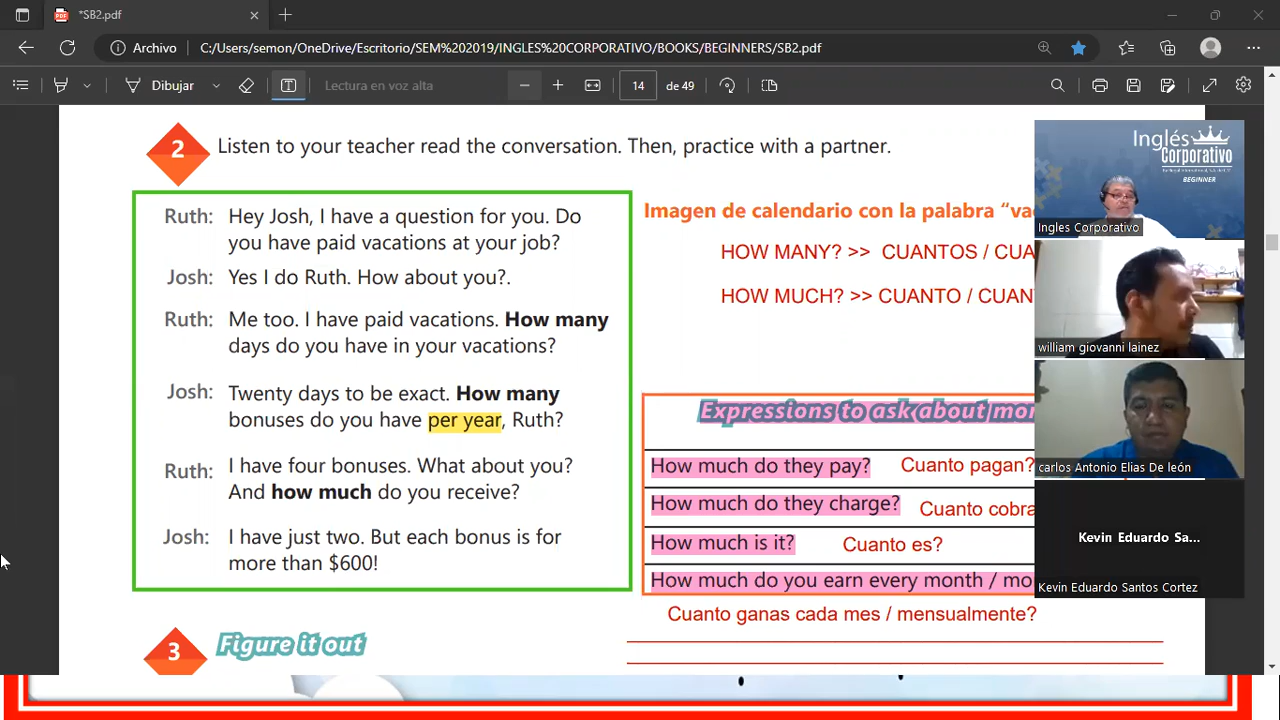 *SB2.pdf
Archivo
C:/Users/semon/OneDrive/Escritorio/SEM%202019/INGLES%20CORPORATIVO/BOOKS/BEGINNERS/SB2.pdf
Dibujar
Lectura en voz alta
14
de 49
2
Listen to your teacher read the conversation. Then, practice with a partner.
Ruth: Hey Josh, I have a question for you. Do
you have paid vacations at your job?
Josh: Yes I do Ruth. How about you?.
Ruth: Me too. I have paid vacations. How many
days do you have in your vacations?
Josh: Twenty days to be exact. How many
bonuses do you have per year, Ruth?
Ruth: I have four bonuses. What about you?
And how much do you receive?
Josh: I have just two. But each bonus is for
more than $600!
Imagen de calendario con la palabra “va
HOW MANY? >> CUANTOS / CUA
HOW MUCH? >> CUANTO / CUAN
Expressions to ask about mo
How much do they pay? Cuanto pagan?
How much do they charge? Cuanto cobra
How much is it? Cuanto es?
How much do you earn every month / mo
Cuanto ganas cada mes / mensualmente?
3
Figure it out
Inglés
Corporativo
BEGINNER
Ingles Corporativo
william giovanni lainez
carlos Antonio Elias De león
Kevin Eduardo Sa...
Kevin Eduardo Santos Cortez